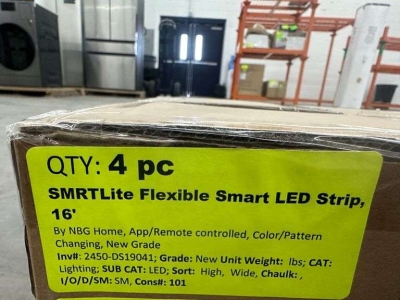 QTY: 4 pc
SMRTLite Flexible Smart LED Strip,
16'
By NBG Home, App/Remote controlled, Color/Pattern
Changing, New Grade
Inv#: 2450-DS19041; Grade: New Unit Weight: lbs; CAT:
Lighting; SUB CAT: LED; Sort: High, Wide, Chaulk: ,
I/O/D/SM: SM, Cons#: 101